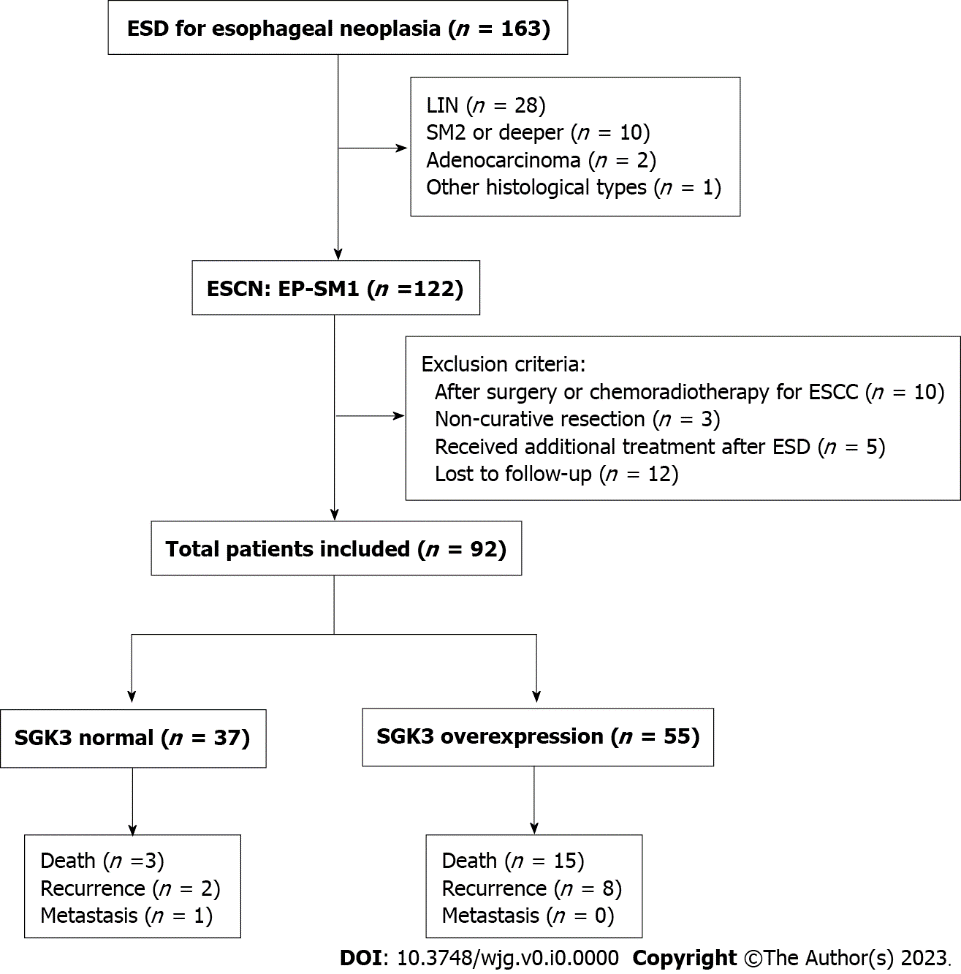 ESD for esophageal neoplasia (n = 163)
LIN (n = 28)
SM2 or deeper (n = 10)
Adenocarcinoma (n = 2)
Other histological types (n = 1)
ESCN: EP-SM1 (n =122)
Exclusion criteria:
After surgery or chemoradiotherapy for ESCC (n = 10)
Non-curative resection (n = 3)
Received additional treatment after ESD (n = 5)
Lost to follow-up (n = 12)
Total patients included (n = 92)
SGK3 normal (n = 37)
SGK3 overexpression (n = 55)
Death (n =3)
Recurrence (n = 2)
Metastasis (n = 1)
Death (n = 15)
Recurrence (n = 8)
Metastasis (n = 0)
DOI: 10.3748/wjg.v0.i0.0000 Copyright ©The Author(s) 2023.